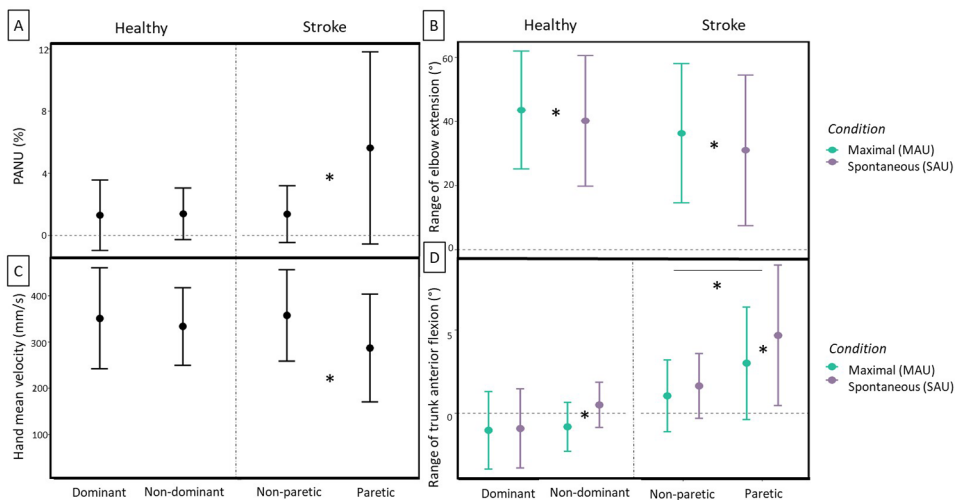 A
Healthy
Stroke
PANU (%)
12
8
4
0
*
B
Healthy
Stroke
Range of elbow extension (°)
60
40
20
0
*
*
Condition
Maximal (MAU)
Spontaneous (SAU)
C
Hand mean velocity (mm/s)
400
300
200
100
*
Dominant
Non-dominant
Non-paretic
Paretic
D
Range of trunk anterior flexion (°)
5
0
*
*
*
Condition
Maximal (MAU)
Spontaneous (SAU)
Dominant
Non-dominant
Non-paretic
Paretic